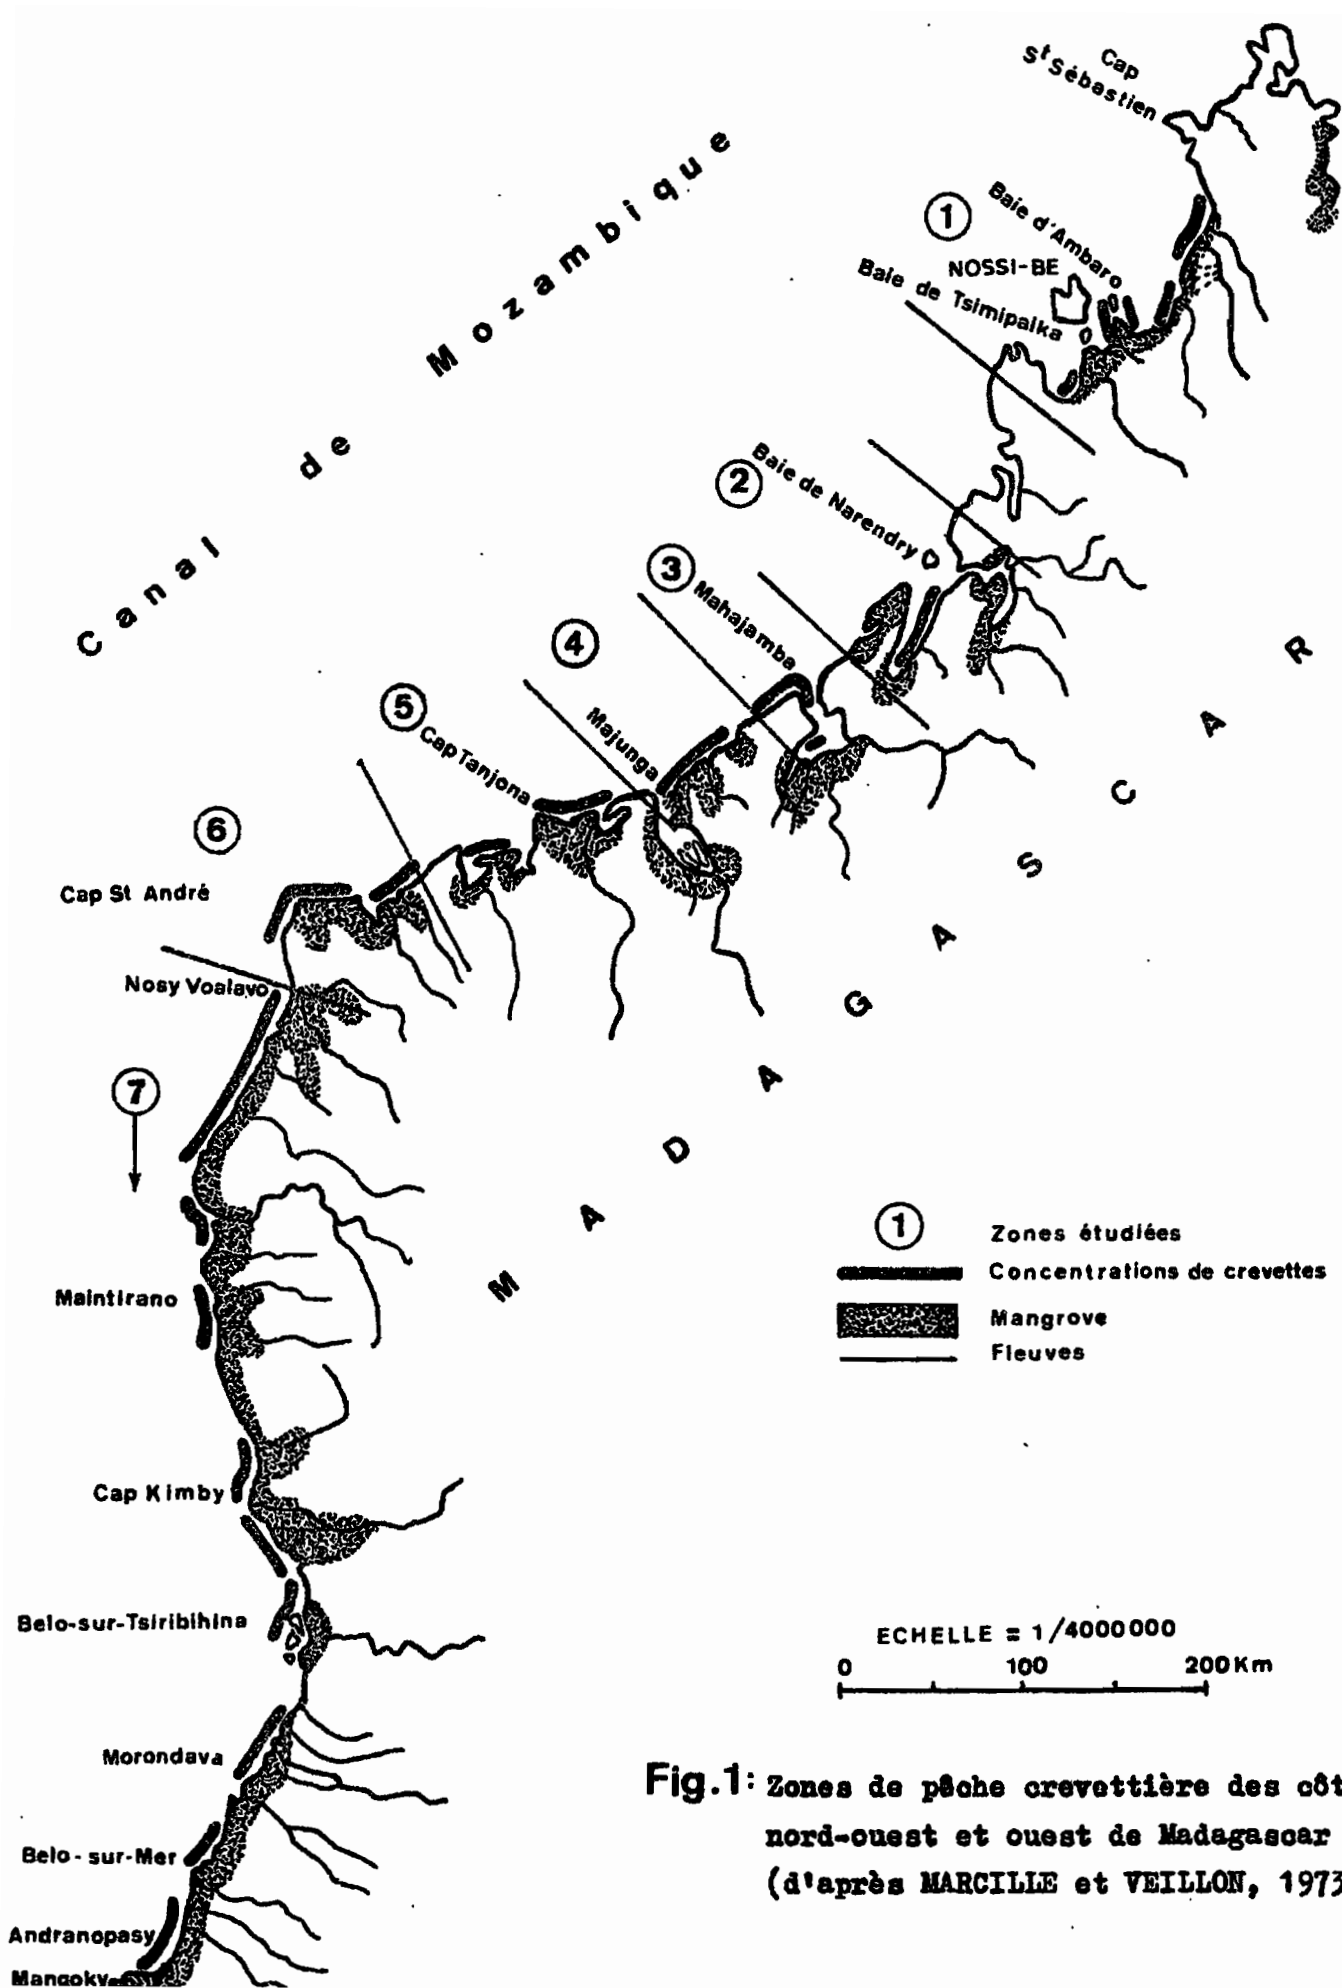 Cap
St Sébastien
Canal de Mozambique
1
Baie d'Ambaro
NOSSI-BE
Baie de Tsimipaika
2
Baie de Narendry
3
Mahajamba
4
Majunga
5
Cap Tanjona
6
Cap St André
Nosy Voalavo
7
MADAGASCAR
Maintirano
Cap Kimby
Belo-sur-Tsiribihina
Morondava
Belo-sur-Mer
Andranopasy
Mangoky
1 Zones étudiées
Concentrations de crevettes
Mangrove
Fleuves
ECHELLE = 1/4000000
0 100 200Km
Fig.1: Zones de pêche crevettière des côt
nord-ouest et ouest de Madagascar
(d'après MARCILLE et VEILLON, 1973